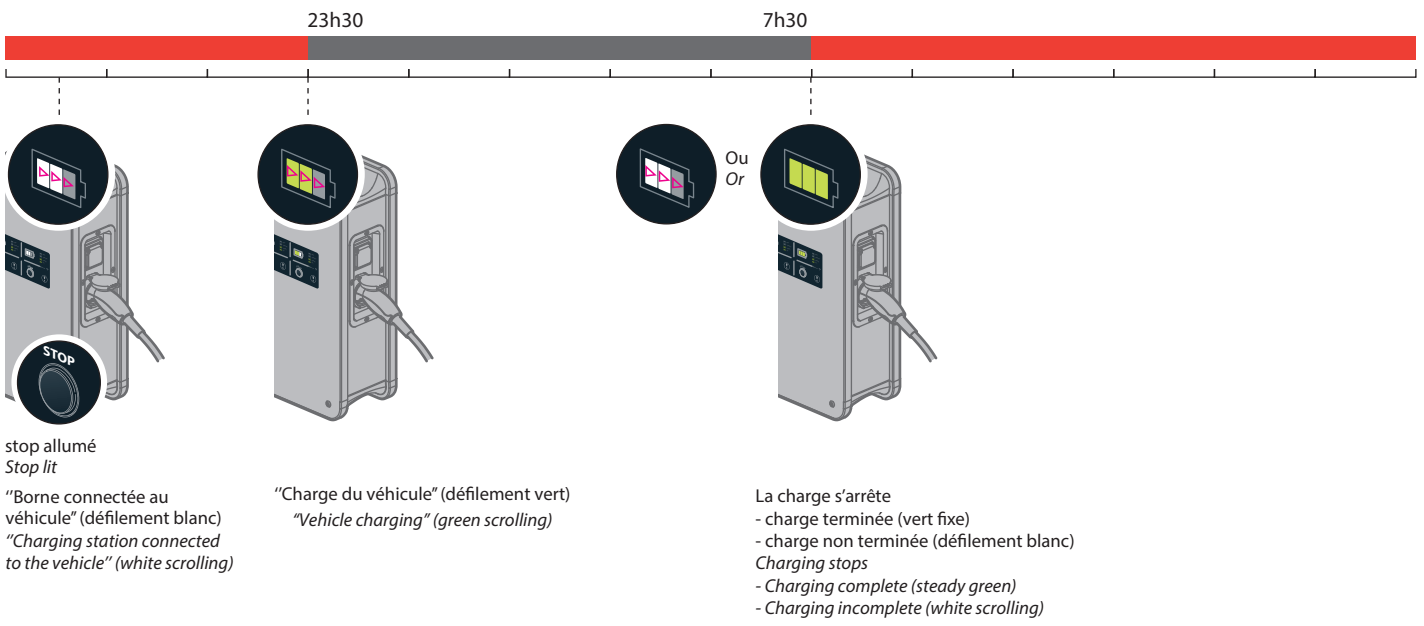 23h30
7h30
Ou
Or
STOP
stop allumé
Stop lit
‘‘Borne connectée au
véhicule’’ (défilement blanc)
‘‘Charging station connected
to the vehicle’’ (white scrolling)
‘‘Charge du véhicule’’ (défilement vert)
“Vehicle charging” (green scrolling)
La charge s’arrête
- charge terminée (vert fixe)
- charge non terminée (défilement blanc)
Charging stops
- Charging complete (steady green)
- Charging incomplete (white scrolling)